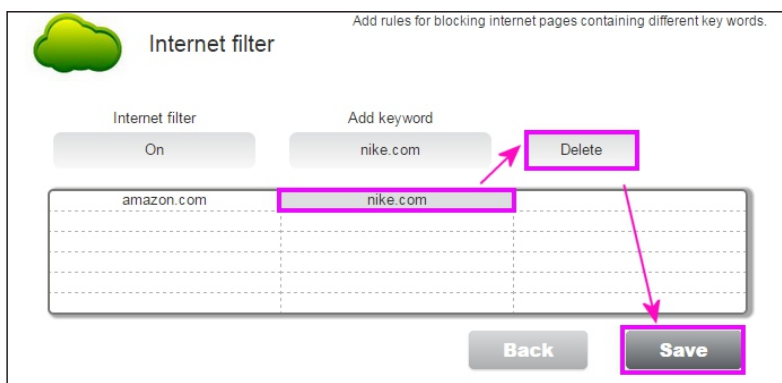 Add rules for blocking internet pages containing different key words.
Internet filter
Internet filter Add keyword
On nike.com Delete
amazon.com nike.com
Back Save